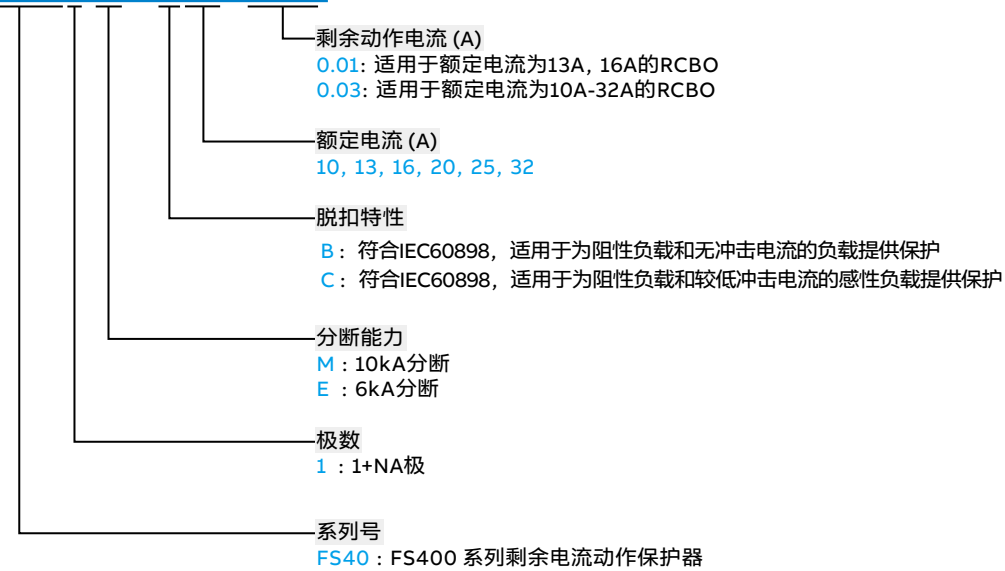 剩余动作电流 (A)
0.01: 适用于额定电流为13A, 16A的RCBO
0.03: 适用于额定电流为10A-32A的RCBO
额定电流 (A)
10, 13, 16, 20, 25, 32
脱扣特性
B： 符合IEC60898，适用于为阻性负载和无冲击电流的负载提供保护
C： 符合IEC60898，适用于为阻性负载和较低冲击电流的感性负载提供保护
分断能力
M : 10kA分断
E : 6kA分断
极数
1 : 1+NA极
系列号
FS40 : FS400 系列剩余电流动作保护器